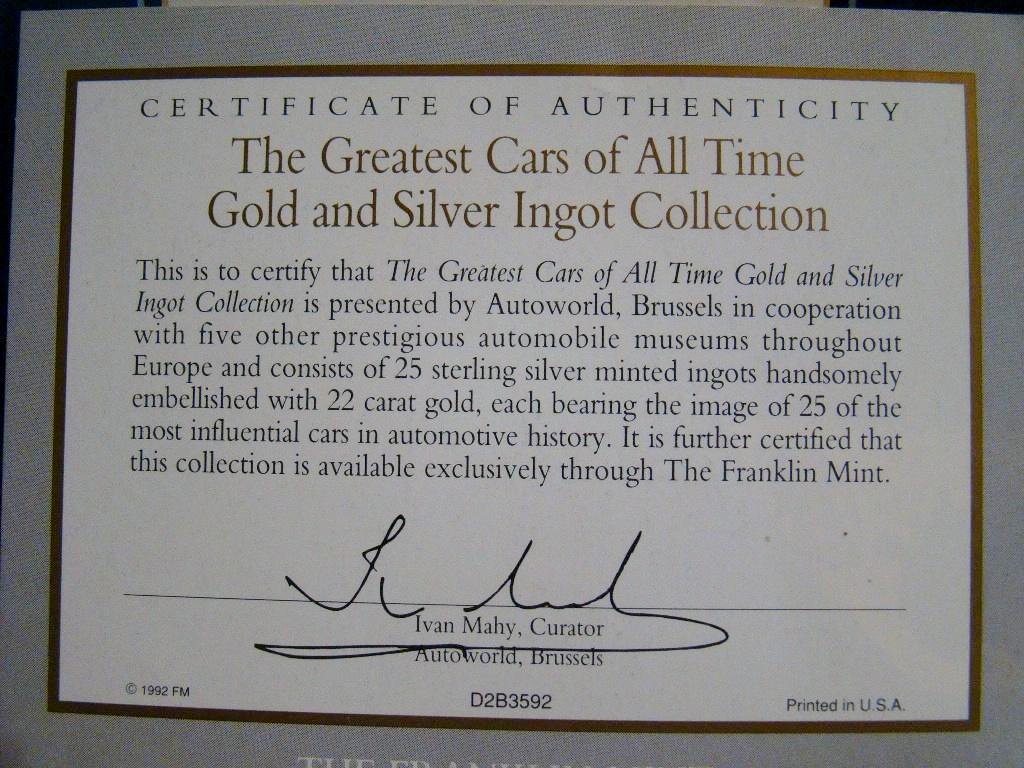 CERTIFICATE OF AUTHENTICITY
The Greatest Cars of All Time
Gold and Silver Ingot Collection
This is to certify that The Greatest Cars of All Time Gold and Silver
Ingot Collection is presented by Autoworld, Brussels in cooperation
with five other prestigious automobile museums throughout
Europe and consists of 25 sterling silver minted ingots handsomely
embellished with 22 carat gold, each bearing the image of 25 of the
most influential cars in automotive history. It is further certified that
this collection is available exclusively through The Franklin Mint.
Ivan Mahy, Curator
Autoworld, Brussels
© 1992 FM
D2B3592
Printed in U.S.A.